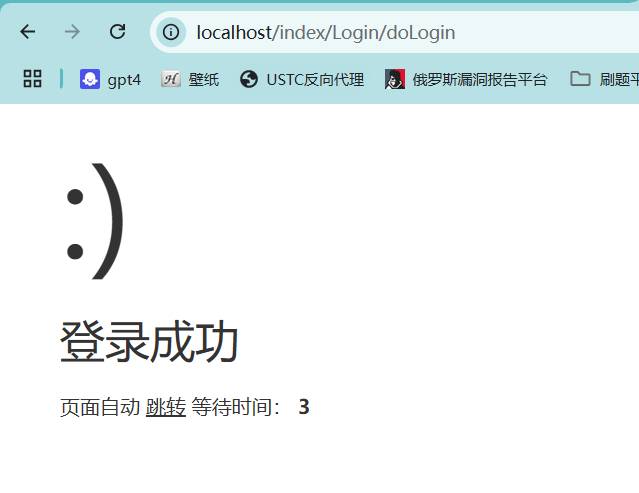 localhost/index/Login/doLogin
gpt4 壁纸 USTC反向代理 俄罗斯漏洞报告平台 刷题平
:)
登录成功
页面自动 跳转 等待时间： 3